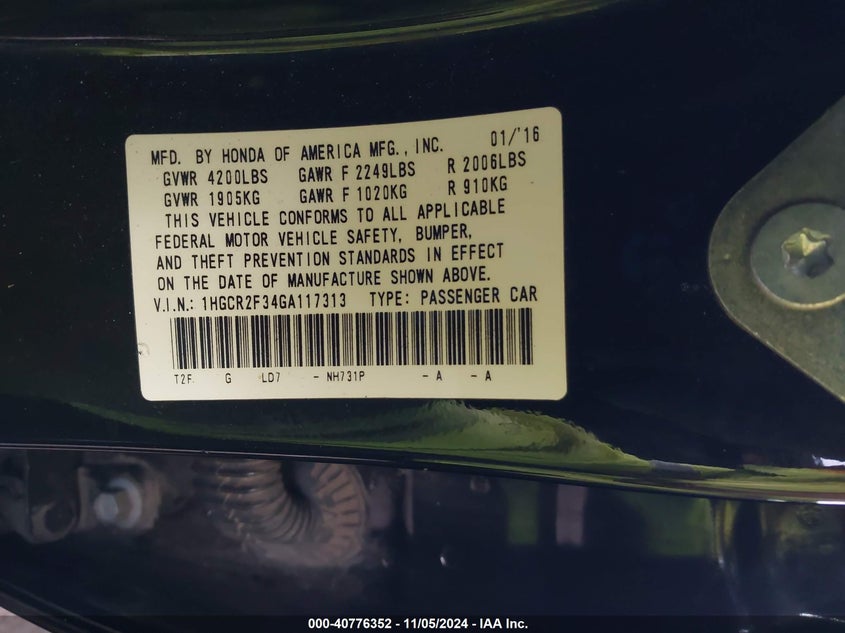 MFD. BY HONDA OF AMERICA MFG., INC. 01/'16
GVWR 4200LBS GAWR F 2249LBS R 2006LBS
GVWR 1905KG GAWR F 1020KG R 910KG
THIS VEHICLE CONFORMS TO ALL APPLICABLE
FEDERAL MOTOR VEHICLE SAFETY, BUMPER,
AND THEFT PREVENTION STANDARDS IN EFFECT
ON THE DATE OF MANUFACTURE SHOWN ABOVE.
V.I.N.: 1HGCR2F34GA117313 TYPE: PASSENGER CAR
T2F G LD7 - NH731P - A - A
000-40776352 - 11/05/2024 - IAA Inc.